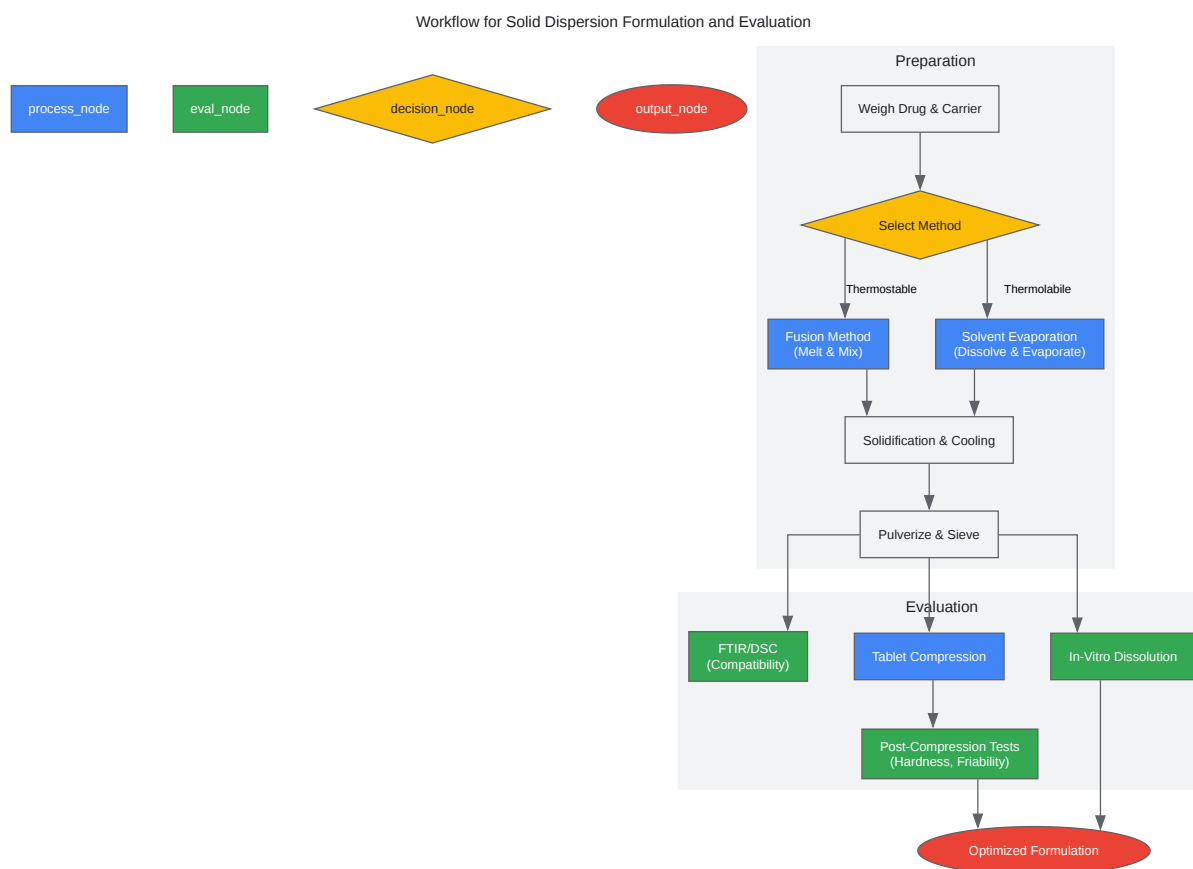 Workflow for Solid Dispersion Formulation and Evaluation
Preparation
process_node
eval_node
decision_node
output_node
Weigh Drug & Carrier
Select Method
Thermostable
Thermolabile
Fusion Method
(Melt & Mix)
Solvent Evaporation
(Dissolve & Evaporate)
Solidification & Cooling
Pulverize & Sieve
Evaluation
FTIR/DSC
(Compatibility)
Tablet Compression
In-Vitro Dissolution
Post-Compression Tests
(Hardness, Friability)
Optimized Formulation